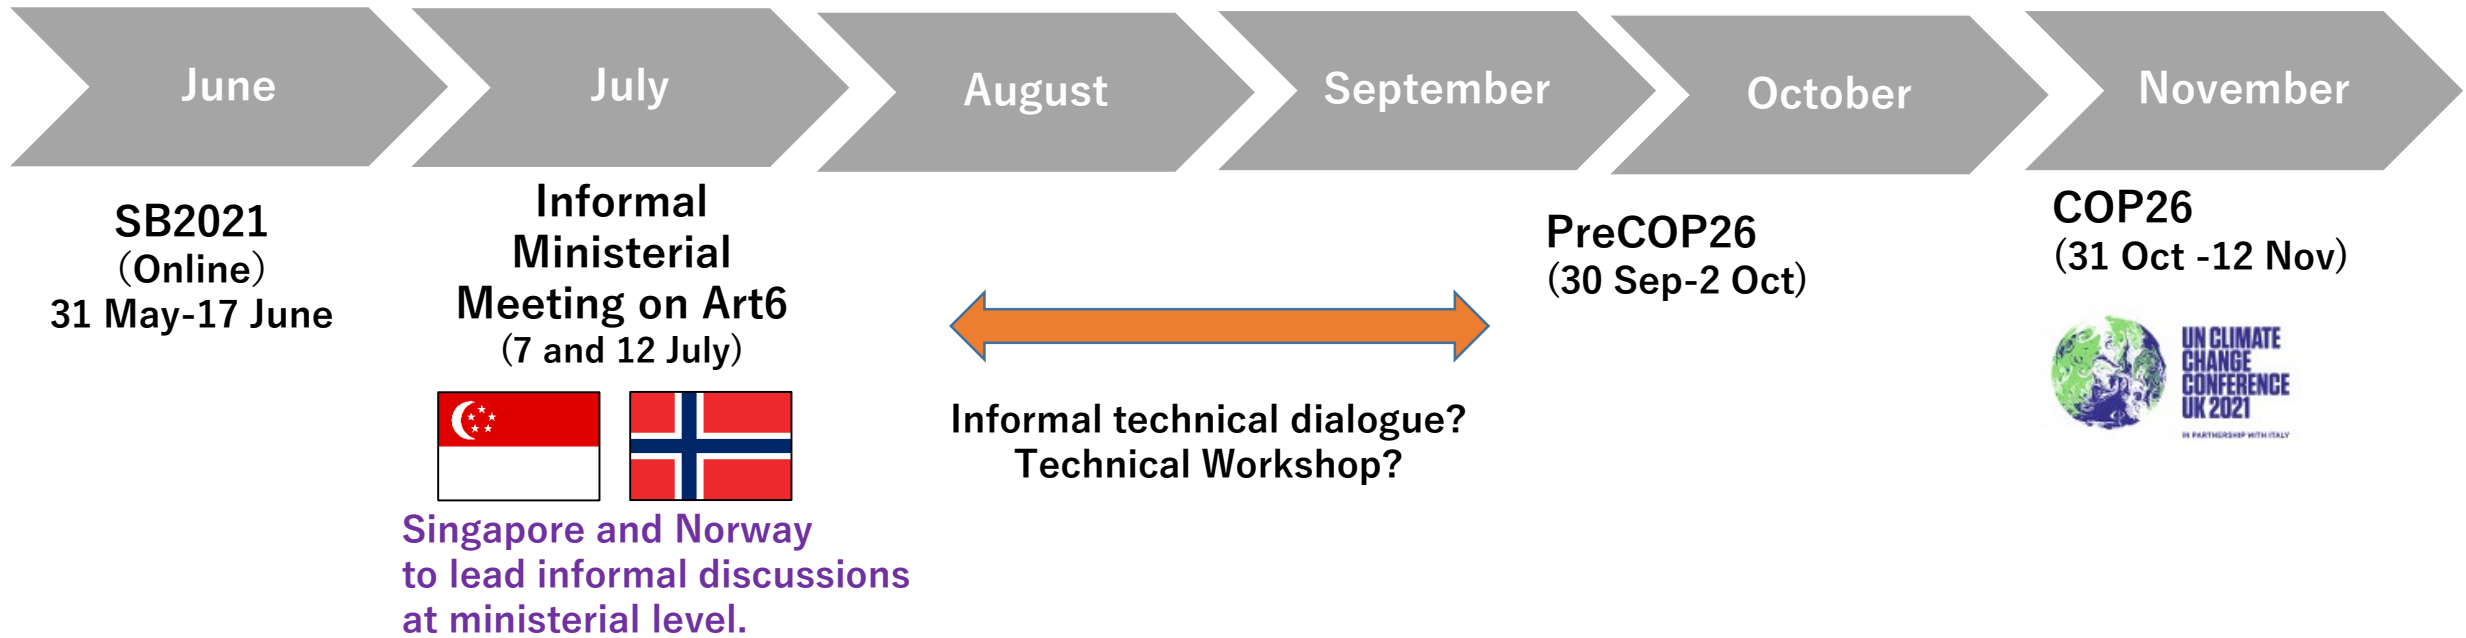 June
July
August
September
October
November
SB2021
（Online）
31 May-17 June
Informal
Ministerial
Meeting on Art6
(7 and 12 July)
Singapore and Norway
to lead informal discussions
at ministerial level.
Informal technical dialogue?
Technical Workshop?
PreCOP26
(30 Sep-2 Oct)
COP26
(31 Oct -12 Nov)
UN CLIMATE
CHANGE
CONFERENCE
UK 2021
IN PARTNERSHIP WITH ITALY